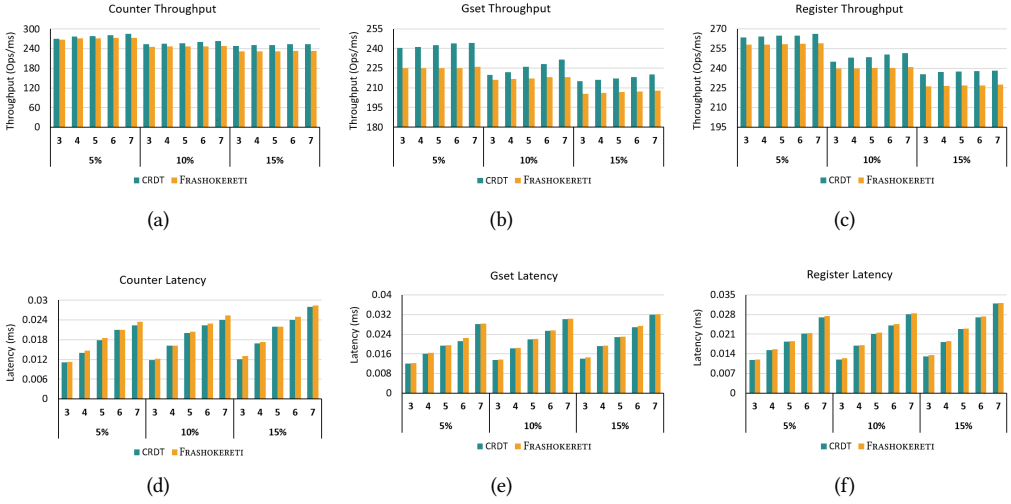 Counter Throughput
Throughput (Ops/ms)
300
240
180
120
60
0
3 4 5 6 7 3 4 5 6 7 3 4 5 6 7
5% 10% 15%
CRDT FRASHOKERETI
(a)
Gset Throughput
Throughput (Ops/ms)
255
240
225
210
195
180
3 4 5 6 7 3 4 5 6 7 3 4 5 6 7
5% 10% 15%
CRDT FRASHOKERETI
(b)
Register Throughput
Throughput (Ops/ms)
270
255
240
225
210
195
3 4 5 6 7 3 4 5 6 7 3 4 5 6 7
5% 10% 15%
CRDT FRASHOKERETI
(c)
Counter Latency
Latency (ms)
0.03
0.024
0.018
0.012
0.006
0
3 4 5 6 7 3 4 5 6 7 3 4 5 6 7
5% 10% 15%
CRDT FRASHOKERETI
(d)
Gset Latency
Latency (ms)
0.04
0.032
0.024
0.016
0.008
0
3 4 5 6 7 3 4 5 6 7 3 4 5 6 7
5% 10% 15%
CRDT FRASHOKERETI
(e)
Register Latency
Latency (ms)
0.035
0.028
0.021
0.014
0.007
0
3 4 5 6 7 3 4 5 6 7 3 4 5 6 7
5% 10% 15%
CRDT FRASHOKERETI
(f)